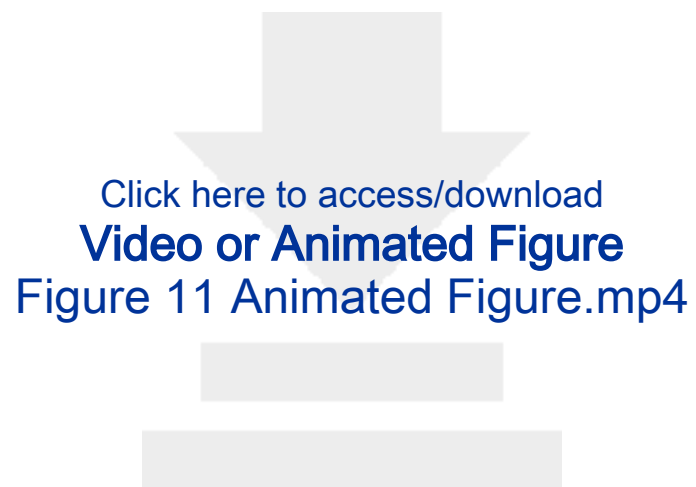 Click here to access/download
Video or Animated Figure
Figure 11 Animated Figure.mp4